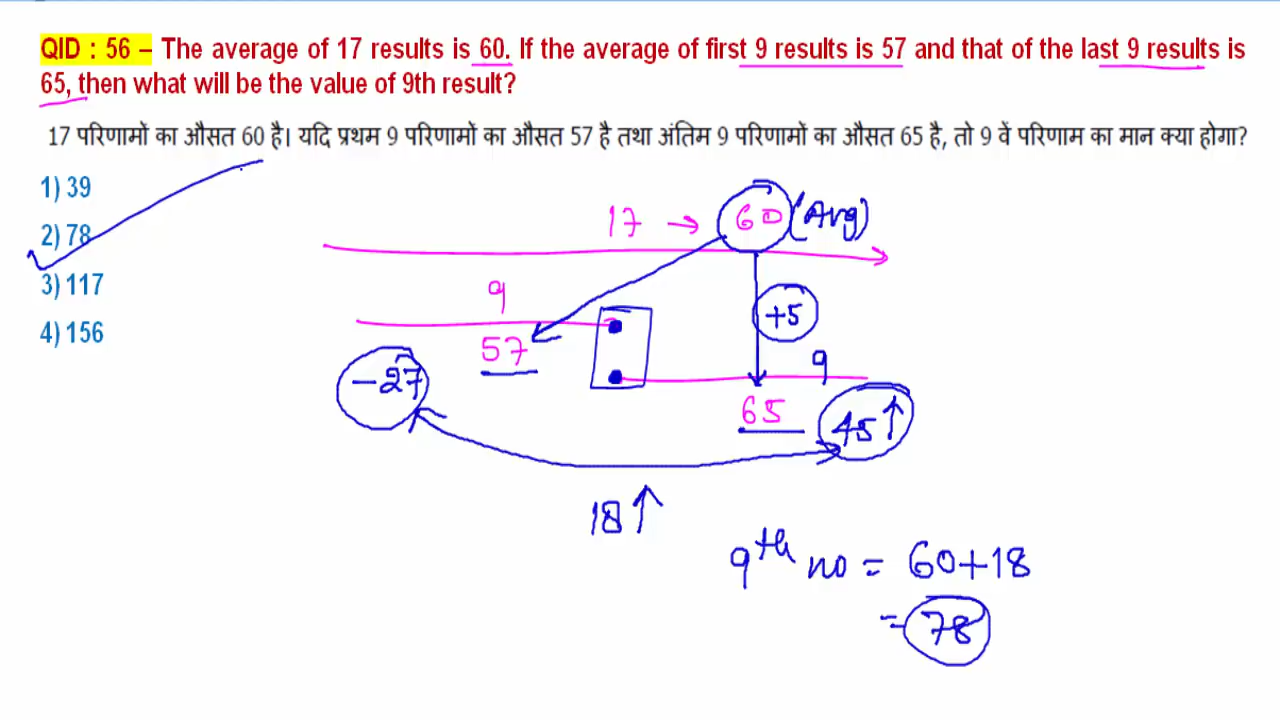 QID : 56 – The average of 17 results is 60. If the average of first 9 results is 57 and that of the last 9 results is
65, then what will be the value of 9th result?
17 परिणामों का औसत 60 है। यदि प्रथम 9 परिणामों का औसत 57 है तथा अंतिम 9 परिणामों का औसत 65 है, तो 9 वें परिणाम का मान क्या होगा?
1) 39
2) 78
3) 117
4) 156
17 → 60 (Avg)
9
+5
57
9
-27
65
45↑
18↑
9th no = 60+18
= 78